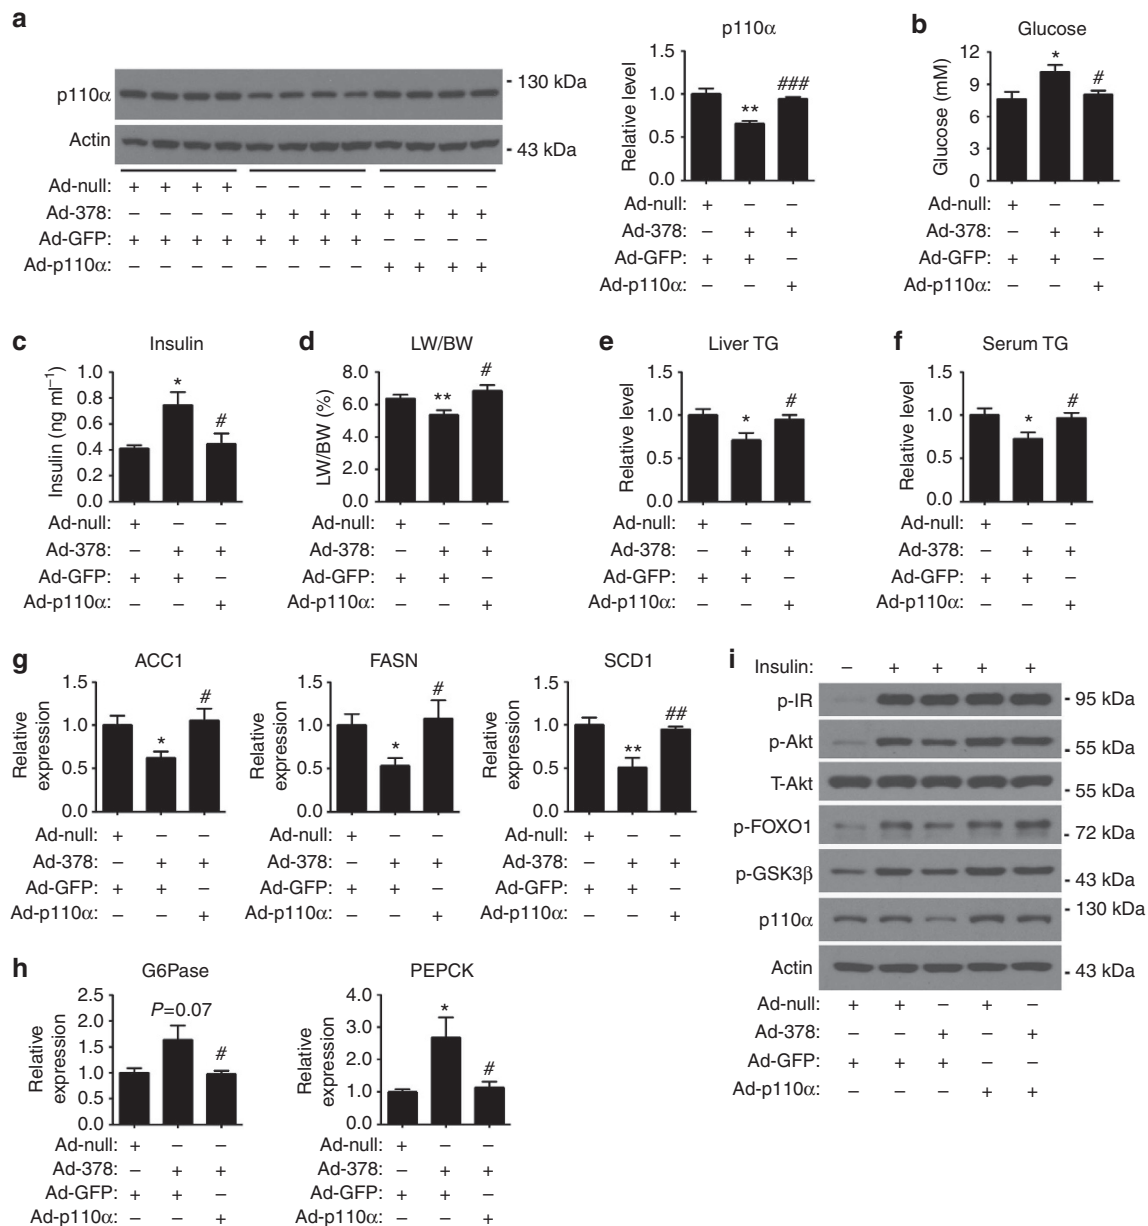 a
p110α
Actin
- 130 kDa
- 43 kDa
Ad-null: + + + + – – – – – – – –
Ad-378: – – – – + + + + + + + +
Ad-GFP: + + + + + + + + – – – –
Ad-p110α: – – – – – – – – + + + +
p110α
Relative level
1.5
1.0
0.5
0.0
**
###
Ad-null: + – –
Ad-378: – + +
Ad-GFP: + + –
Ad-p110α: – – +
b
Glucose
Glucose (mM)
12
9
6
3
0
*
#
Ad-null: + – –
Ad-378: – + +
Ad-GFP: + + –
Ad-p110α: – – +
c
Insulin
Insulin (ng ml⁻¹)
1.0
0.8
0.6
0.4
0.2
0.0
*
#
Ad-null: + – –
Ad-378: – + +
Ad-GFP: + + –
Ad-p110α: – – +
d
LW/BW
LW/BW (%)
8.0
6.0
4.0
2.0
0.0
**
#
Ad-null: + – –
Ad-378: – + +
Ad-GFP: + + –
Ad-p110α: – – +
e
Liver TG
Relative level
1.5
1.0
0.5
0.0
*
#
Ad-null: + – –
Ad-378: – + +
Ad-GFP: + + –
Ad-p110α: – – +
f
Serum TG
Relative level
1.5
1.0
0.5
0.0
*
#
Ad-null: + – –
Ad-378: – + +
Ad-GFP: + + –
Ad-p110α: – – +
g
ACC1
Relative
expression
1.5
1.0
0.5
0.0
*
#
Ad-null: + – –
Ad-378: – + +
Ad-GFP: + + –
Ad-p110α: – – +
FASN
Relative
expression
1.5
1.0
0.5
0.0
*
#
Ad-null: + – –
Ad-378: – + +
Ad-GFP: + + –
Ad-p110α: – – +
SCD1
Relative
expression
1.5
1.0
0.5
0.0
**
##
Ad-null: + – –
Ad-378: – + +
Ad-GFP: + + –
Ad-p110α: – – +
h
G6Pase
Relative
expression
2.5
2.0
1.5
1.0
0.5
0.0
P=0.07
#
Ad-null: + – –
Ad-378: – + +
Ad-GFP: + + –
Ad-p110α: – – +
PEPCK
Relative
expression
4.0
3.0
2.0
1.0
0.0
*
#
Ad-null: + – –
Ad-378: – + +
Ad-GFP: + + –
Ad-p110α: – – +
i
Insulin: – + + + +
p-IR - 95 kDa
p-Akt - 55 kDa
T-Akt - 55 kDa
p-FOXO1 - 72 kDa
p-GSK3β - 43 kDa
p110α - 130 kDa
Actin - 43 kDa
Ad-null: + + – + –
Ad-378: – – + – +
Ad-GFP: + + + – –
Ad-p110α: – – – + +